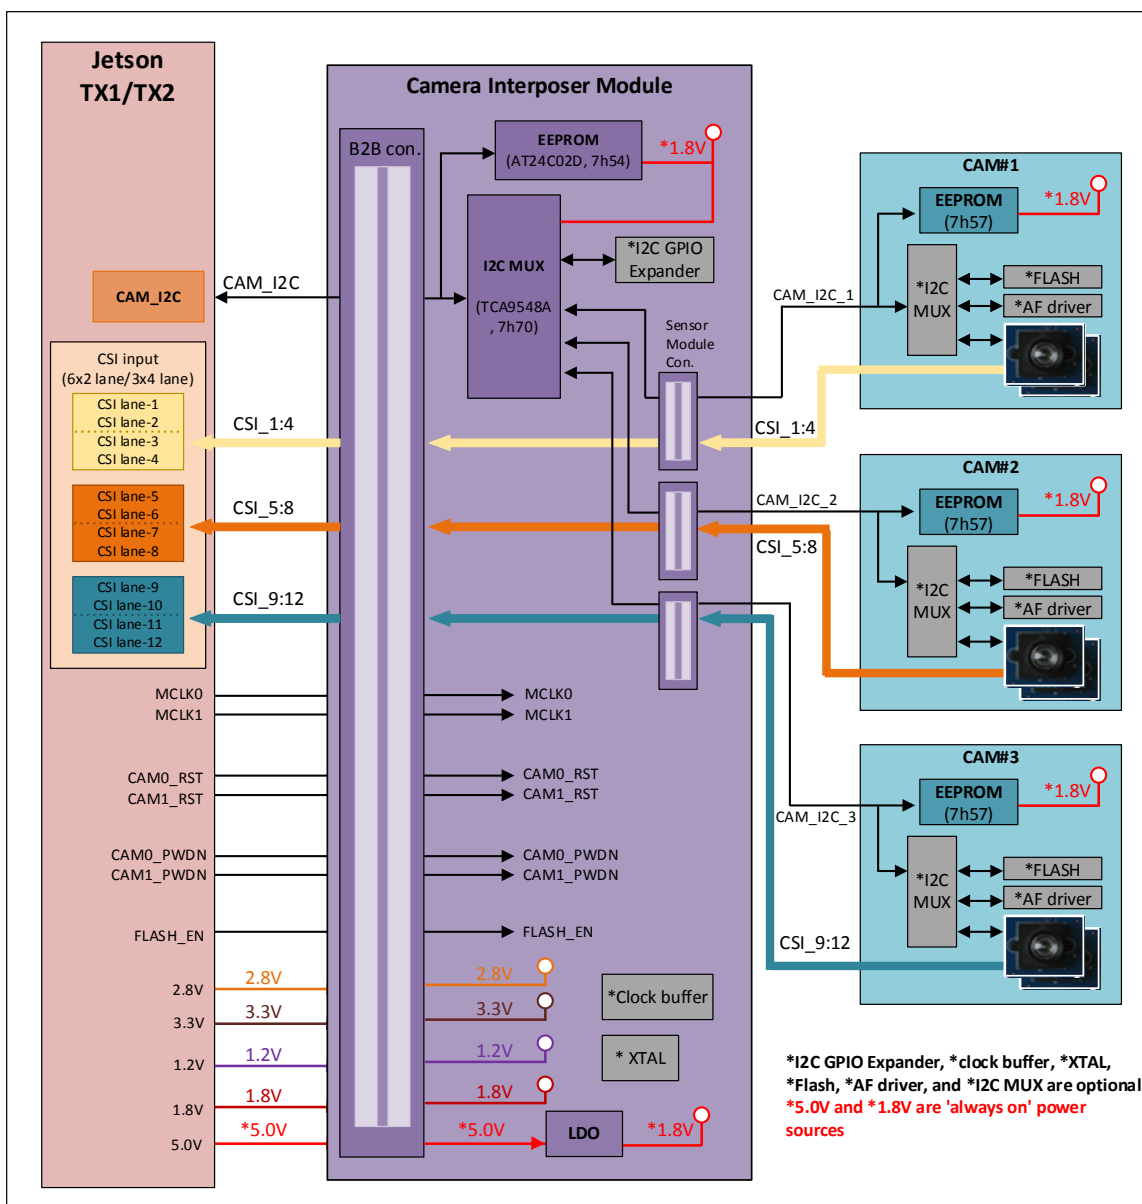 Jetson
TX1/TX2
CAM_I2C
CSI input
(6x2 lane/3x4 lane)
CSI lane-1
CSI lane-2
CSI lane-3
CSI lane-4
CSI lane-5
CSI lane-6
CSI lane-7
CSI lane-8
CSI lane-9
CSI lane-10
CSI lane-11
CSI lane-12
MCLK0
MCLK1
CAM0_RST
CAM1_RST
CAM0_PWDN
CAM1_PWDN
FLASH_EN
2.8V
3.3V
1.2V
1.8V
5.0V
CAM_I2C
CSI_1:4
CSI_5:8
CSI_9:12
2.8V
3.3V
1.2V
1.8V
*5.0V
Camera Interposer Module
B2B con.
EEPROM
(AT24C02D, 7h54)
*1.8V
I2C MUX
(TCA9548A
, 7h70)
*I2C GPIO
Expander
Sensor
Module
Con.
MCLK0
MCLK1
CAM0_RST
CAM1_RST
CAM0_PWDN
CAM1_PWDN
FLASH_EN
2.8V
3.3V
1.2V
1.8V
*5.0V
LDO
*1.8V
*Clock buffer
* XTAL
CAM_I2C_1
CSI_1:4
CAM_I2C_2
CSI_5:8
CAM_I2C_3
CSI_9:12
CAM#1
EEPROM
(7h57)
*1.8V
*I2C
MUX
*FLASH
*AF driver
CAM#2
EEPROM
(7h57)
*1.8V
*I2C
MUX
*FLASH
*AF driver
CAM#3
EEPROM
(7h57)
*1.8V
*I2C
MUX
*FLASH
*AF driver
*I2C GPIO Expander, *clock buffer, *XTAL,
*Flash, *AF driver, and *I2C MUX are optional
*5.0V and *1.8V are 'always on' power
sources